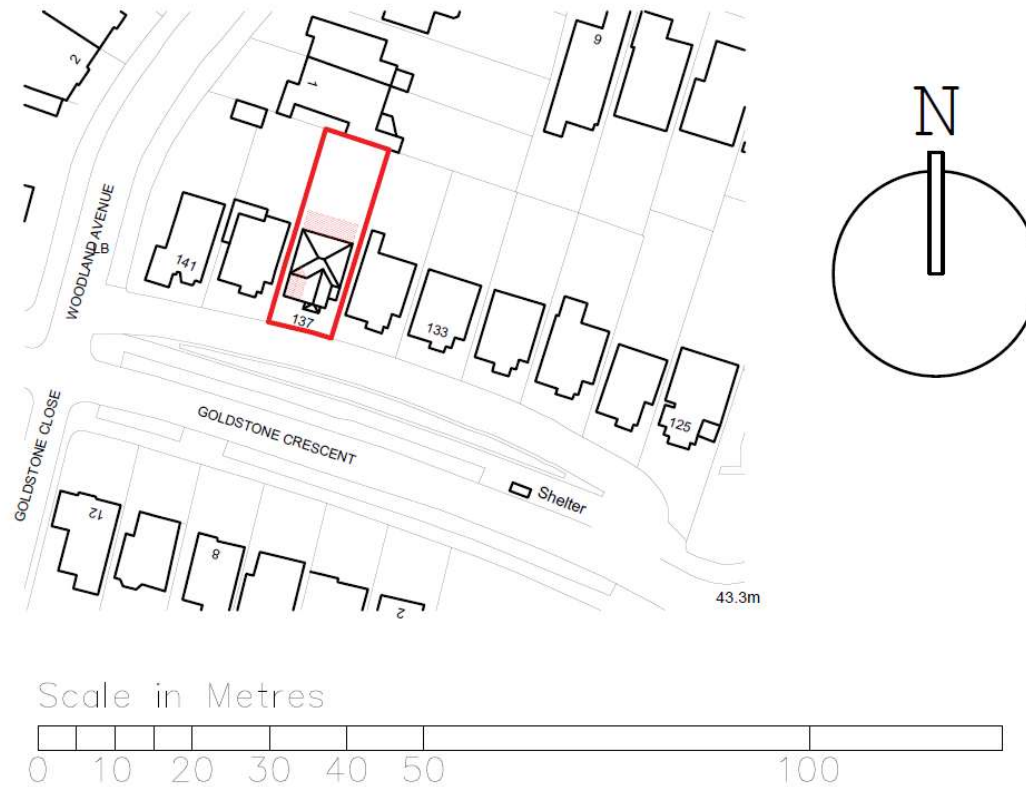 2
1
9
N
WOODLAND AVENUE
LB
141
137
133
125
GOLDSTONE CLOSE
GOLDSTONE CRESCENT
Shelter
12
8
2
43.3m
Scale in Metres
0 10 20 30 40 50 100